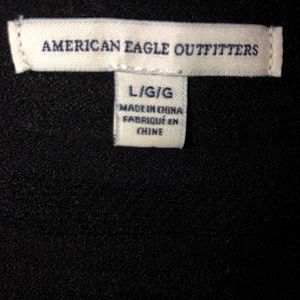 AMERICAN EAGLE OUTFITTERS
L/G/G
MADE IN CHINA
FABRIQUÉ EN
CHINE